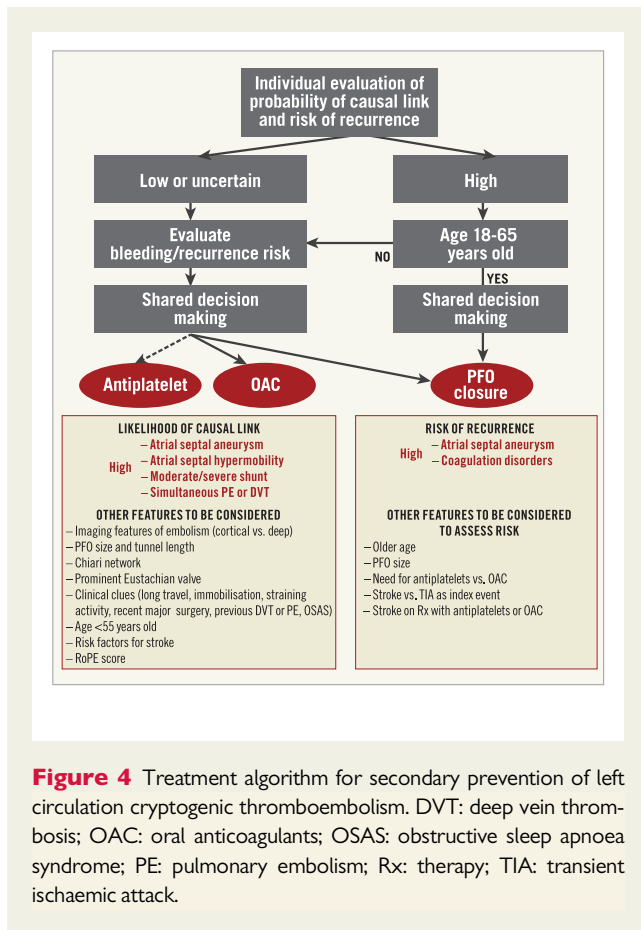 Individual evaluation of
probability of causal link
and risk of recurrence
Low or uncertain
High
Evaluate
bleeding/recurrence risk
NO
Age 18-65
years old
YES
Shared decision
making
Shared decision
making
Antiplatelet
OAC
PFO
closure
LIKELIHOOD OF CAUSAL LINK
– Atrial septal aneurysm
– Atrial septal hypermobility
High
– Moderate/severe shunt
– Simultaneous PE or DVT
OTHER FEATURES TO BE CONSIDERED
– Imaging features of embolism (cortical vs. deep)
– PFO size and tunnel length
– Chiari network
– Prominent Eustachian valve
– Clinical clues (long travel, immobilisation, straining
activity, recent major surgery, previous DVT or PE, OSAS)
– Age <55 years old
– Risk factors for stroke
– RoPE score
RISK OF RECURRENCE
High
– Atrial septal aneurysm
– Coagulation disorders
OTHER FEATURES TO BE CONSIDERED
TO ASSESS RISK
– Older age
– PFO size
– Need for antiplatelets vs. OAC
– Stroke vs. TIA as index event
– Stroke on Rx with antiplatelets or OAC
Figure 4 Treatment algorithm for secondary prevention of left
circulation cryptogenic thromboembolism. DVT: deep vein throm-
bosis; OAC: oral anticoagulants; OSAS: obstructive sleep apnoea
syndrome; PE: pulmonary embolism; Rx: therapy; TIA: transient
ischaemic attack.